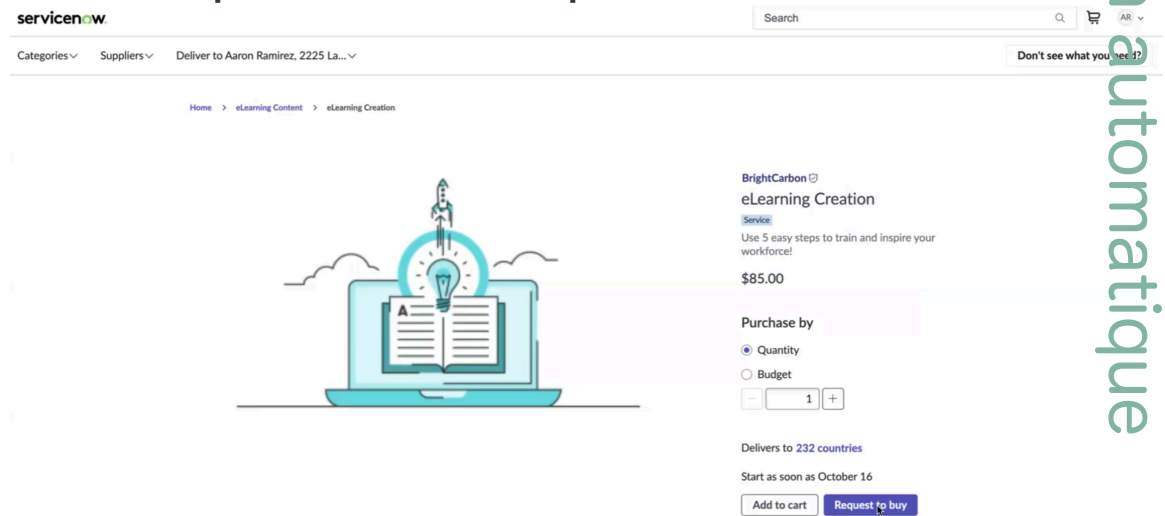 servicenow
Search
AR
Categories
Suppliers
Deliver to Aaron Ramirez, 2225 La...
Don't see what you need?
Home > eLearning Content > eLearning Creation
BrightCarbon
eLearning Creation
Service
Use 5 easy steps to train and inspire your
workforce!
$85.00
Purchase by
Quantity
Budget
1
Delivers to 232 countries
Start as soon as October 16
Add to cart
Request to buy
A
automatique